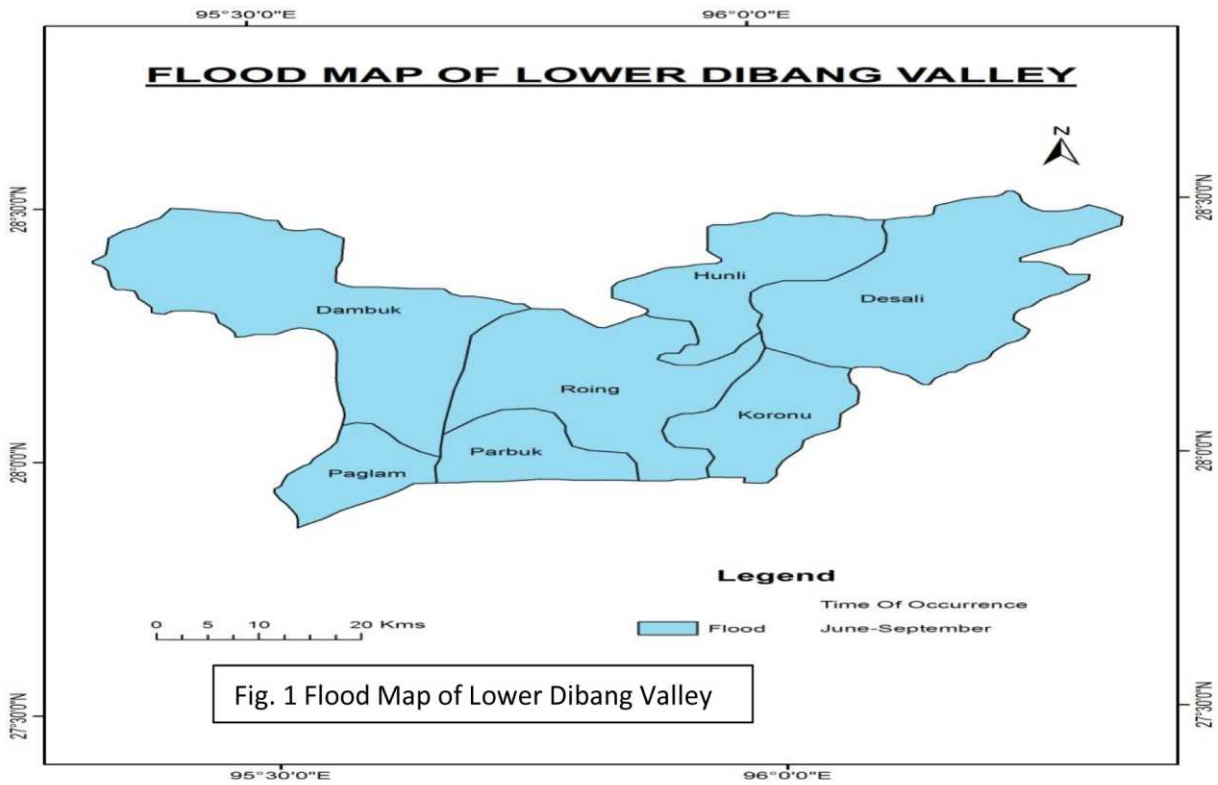 95°30'0"E 96°0'0"E
FLOOD MAP OF LOWER DIBANG VALLEY
N
28°30'0"N 28°30'0"N
Hunli
Desali
Dambuk
Roing
Koronu
Parbuk
Paglam
28°0'0"N 28°0'0"N
Legend
Time Of Occurrence
Flood June-September
0 5 10 20 Kms
Fig. 1 Flood Map of Lower Dibang Valley
27°30'0"N 27°30'0"N
95°30'0"E 96°0'0"E